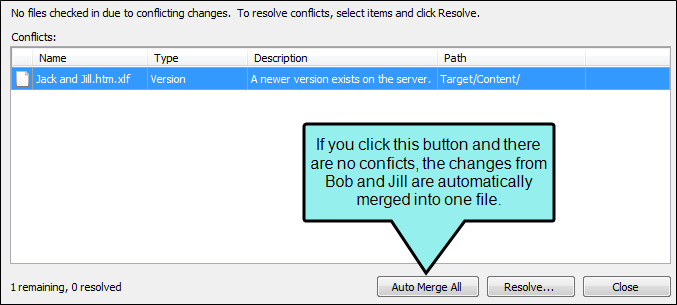 No files checked in due to conflicting changes.  To resolve conflicts, select items and click Resolve.
Conflicts:
Name Type Description Path
Jack and Jill.htm.xlf Version A newer version exists on the server. Target/Content/
If you click this button and there
are no conficts, the changes from
Bob and Jill are automatically
merged into one file.
1 remaining, 0 resolved Auto Merge All Resolve... Close